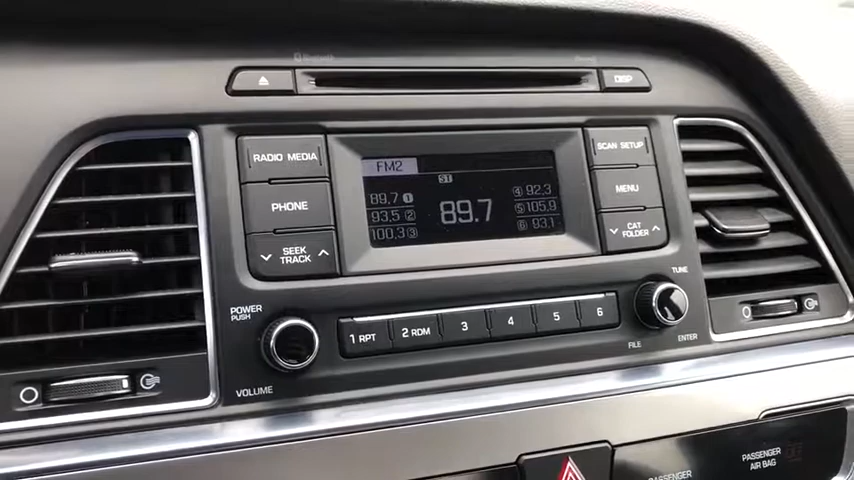 DISP
RADIO MEDIA
SCAN SETUP
FM2
ST
89.7 1
4 92.3
PHONE
89.7
MENU
93.5 2
5 105.9
100.3 3
6 93.1
SEEK
TRACK
CAT
FOLDER
TUNE
POWER
PUSH
1 RPT
2 RDM
3
4
5
6
FILE
ENTER
VOLUME
PASSENGER
AIR BAG
PASSENGER